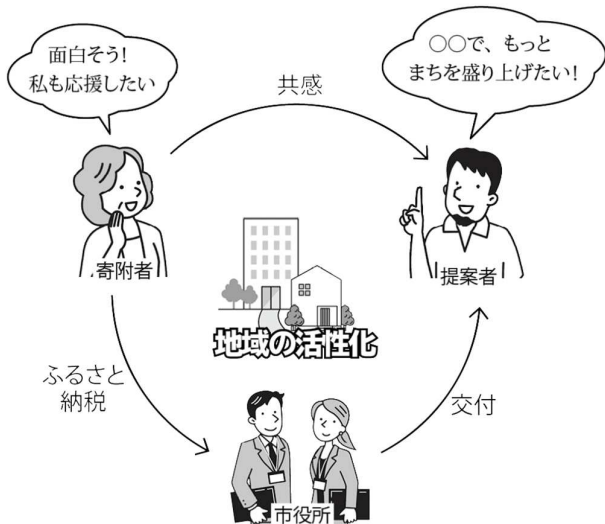 面白そう!
私も応援したい
○○で、もっと
まちを盛り上げたい!
共感
寄附者
提案者
地域の活性化
ふるさと
納税
交付
市役所